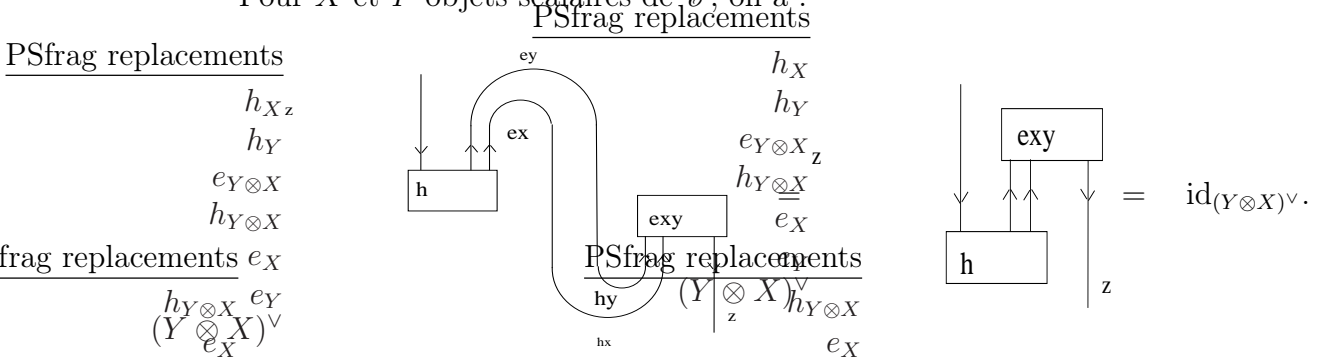 Pour X et Y objets scalaires de 𝒞, on a :
PSfrag replacements
h_X
h_Y
e_{Y⊗X}
h_{Y⊗X}
e_X
e_Y
(Y ⊗ X)^∨
PSfrag replacements
h_X
h_Y
e_{Y⊗X}
h_{Y⊗X}
e_X
(Y ⊗ X)^∨
frag replacements
h_{Y⊗X}
e_X
PSfrag replacements
h_{Y⊗X}
e_X
z
ey
ex
h
exy
hy
hx
z
z
=
exy
h
z
= id_{(Y⊗X)^∨}.